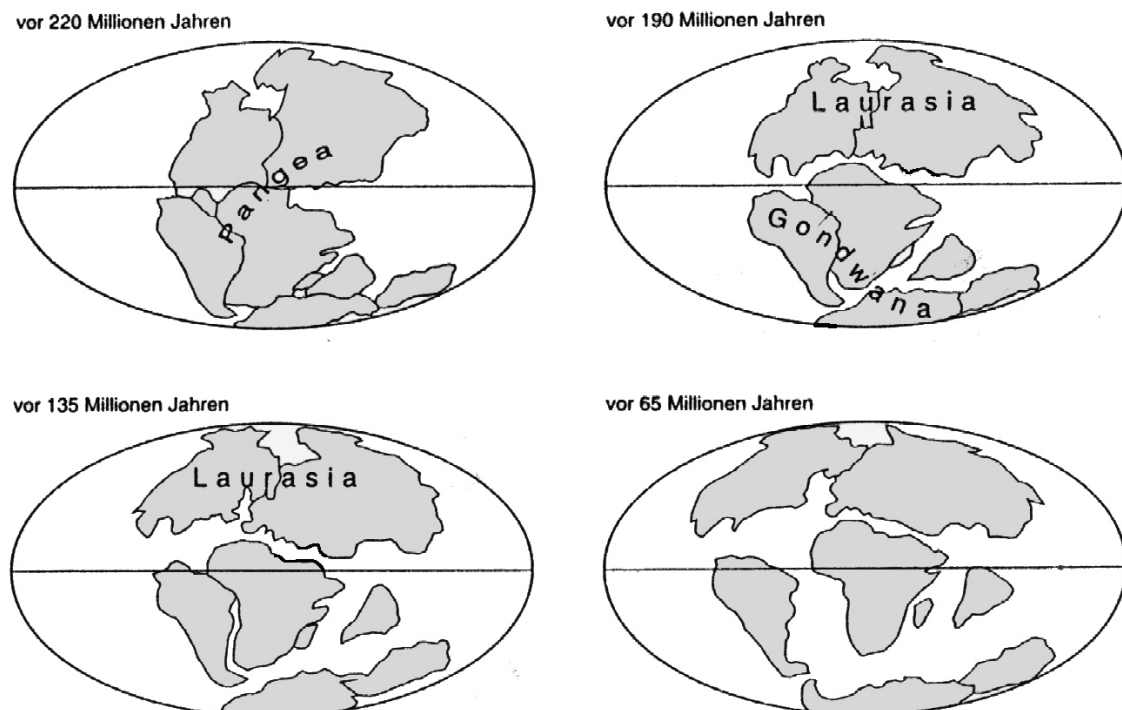 vor 220 Millionen Jahren
Pangea
vor 190 Millionen Jahren
Laurasia
Gondwana
vor 135 Millionen Jahren
Laurasia
vor 65 Millionen Jahren